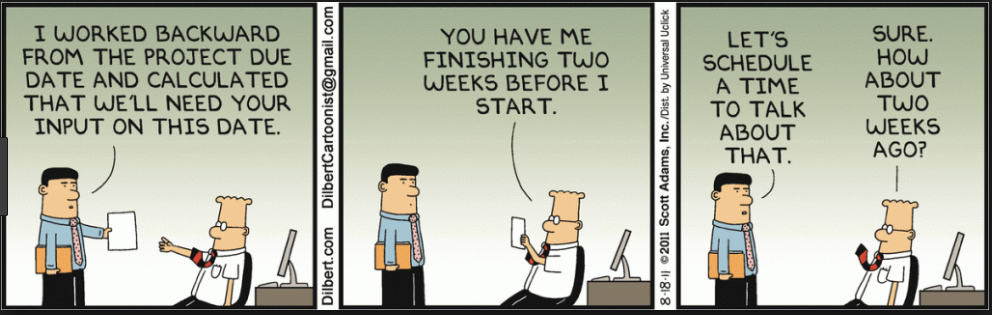 I WORKED BACKWARD
FROM THE PROJECT DUE
DATE AND CALCULATED
THAT WE'LL NEED YOUR
INPUT ON THIS DATE.
Dilbert.com DilbertCartoonist@gmail.com
YOU HAVE ME
FINISHING TWO
WEEKS BEFORE I
START.
8-18-11 ©2011 Scott Adams, Inc./Dist. by Universal Uclick
LET'S
SCHEDULE
A TIME
TO TALK
ABOUT
THAT.
SURE.
HOW
ABOUT
TWO
WEEKS
AGO?